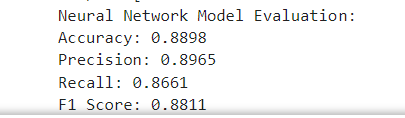 Neural Network Model Evaluation:
Accuracy: 0.8898
Precision: 0.8965
Recall: 0.8661
F1 Score: 0.8811